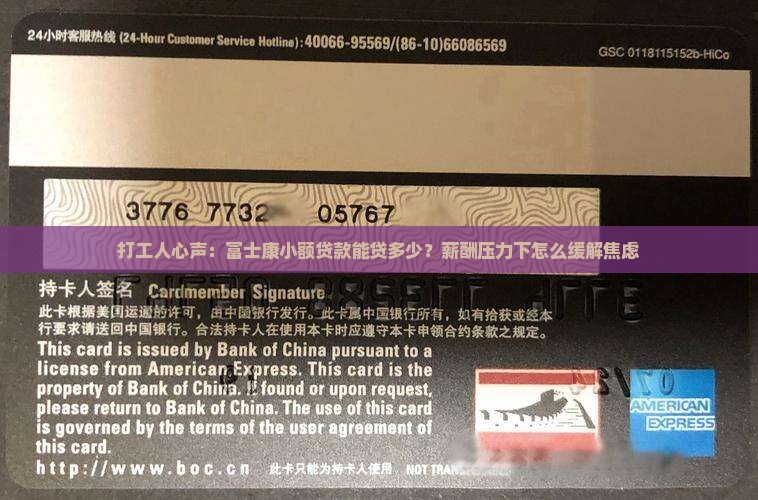 24小时客服热线 (24-Hour Customer Service Hotline):40066-95569/(86-10)66086569
GSC 0118115152b-HiCo
3776 7732 05767
打工人心声：富士康小额贷款能贷多少？薪酬压力下怎么缓解焦虑
持卡人签名 Cardmember Signature
此卡根据美国运通的许可，由中国银行发行。此卡属中国银行所有，如有拾获或经本
行要求请送回中国银行。合法持卡人在使用本卡时应遵守本卡申领合约条款之规定。
This card is issued by Bank of China pursuant to a
license from American Express. This card is the
property of Bank of China. If found or upon request,
please return to Bank of China. The use of this card
is governed by the terms of the user agreement of
this card.
AMERICAN
EXPRESS
http://www.boc.cn 此卡只能为持卡人使用 NOT